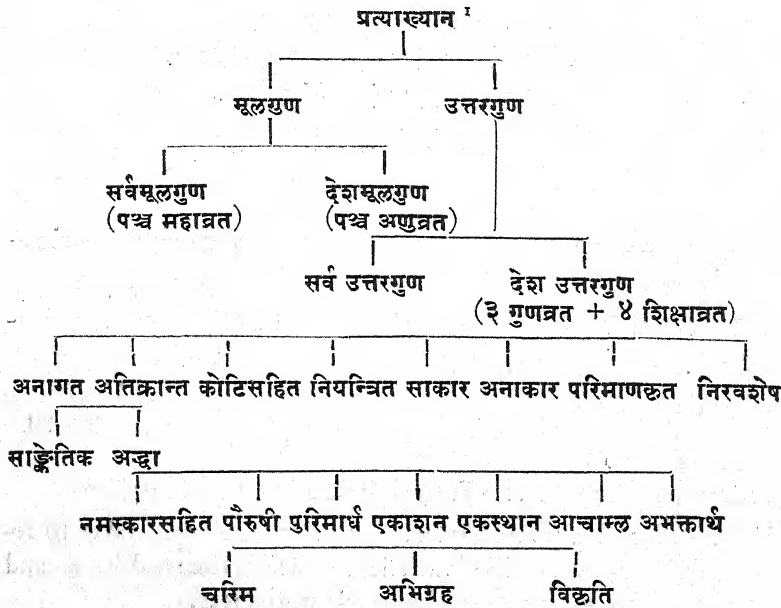 प्रत्याख्यान १
मूलगुण उत्तरगुण
सर्वमूलगुण देशमूलगुण
(पञ्च महाव्रत) (पञ्च अणुव्रत)
सर्व उत्तरगुण देश उत्तरगुण
(३ गुणव्रत + ४ शिक्षाव्रत)
अनागत अतिक्रान्त कोटिसहित नियन्त्रित साकार अनाकार परिमाणकृत निरवशेष
साङ्केतिक अद्धा
नमस्कारसहित पौरुषी पुरिमार्ध एकाशन एकस्थान आचाम्ल अभक्तार्थ
चरिम अभिग्रह विकृति